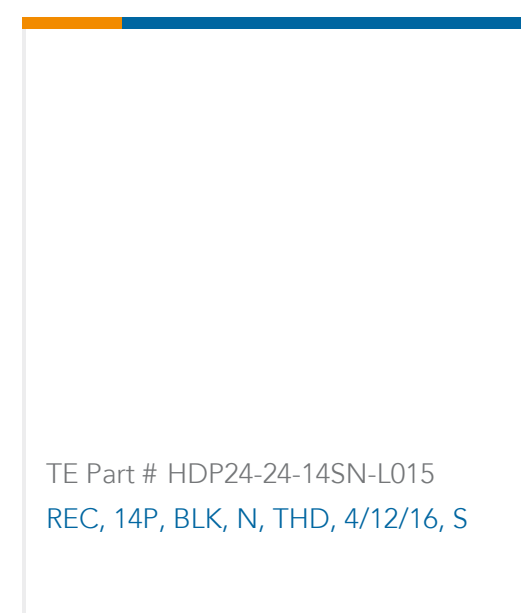 TE Part # HDP24-24-14SN-L015
REC, 14P, BLK, N, THD, 4/12/16, S